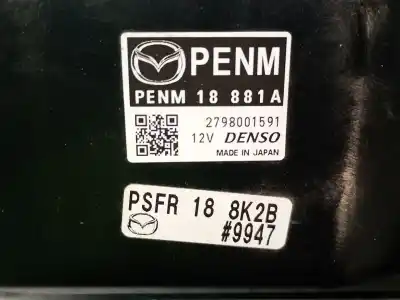 PENM
PENM 18 881A
2798001591
12V DENSO
MADE IN JAPAN
PSFR 18 8K2B
#9947